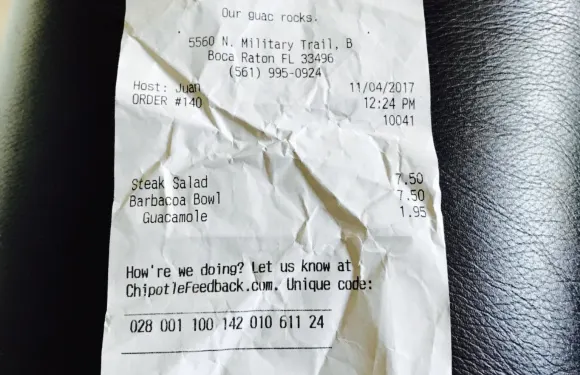 Our guac rocks.
5560 N. Military Trail, B
Boca Raton FL 33496
(561) 995-0924
Host: Juan 11/04/2017
ORDER #140 12:24 PM
10041
Steak Salad 7.50
Barbacoa Bowl 7.50
Guacamole 1.95
How're we doing? Let us know at
ChipotleFeedback.com. Unique code:
028 001 100 142 010 611 24